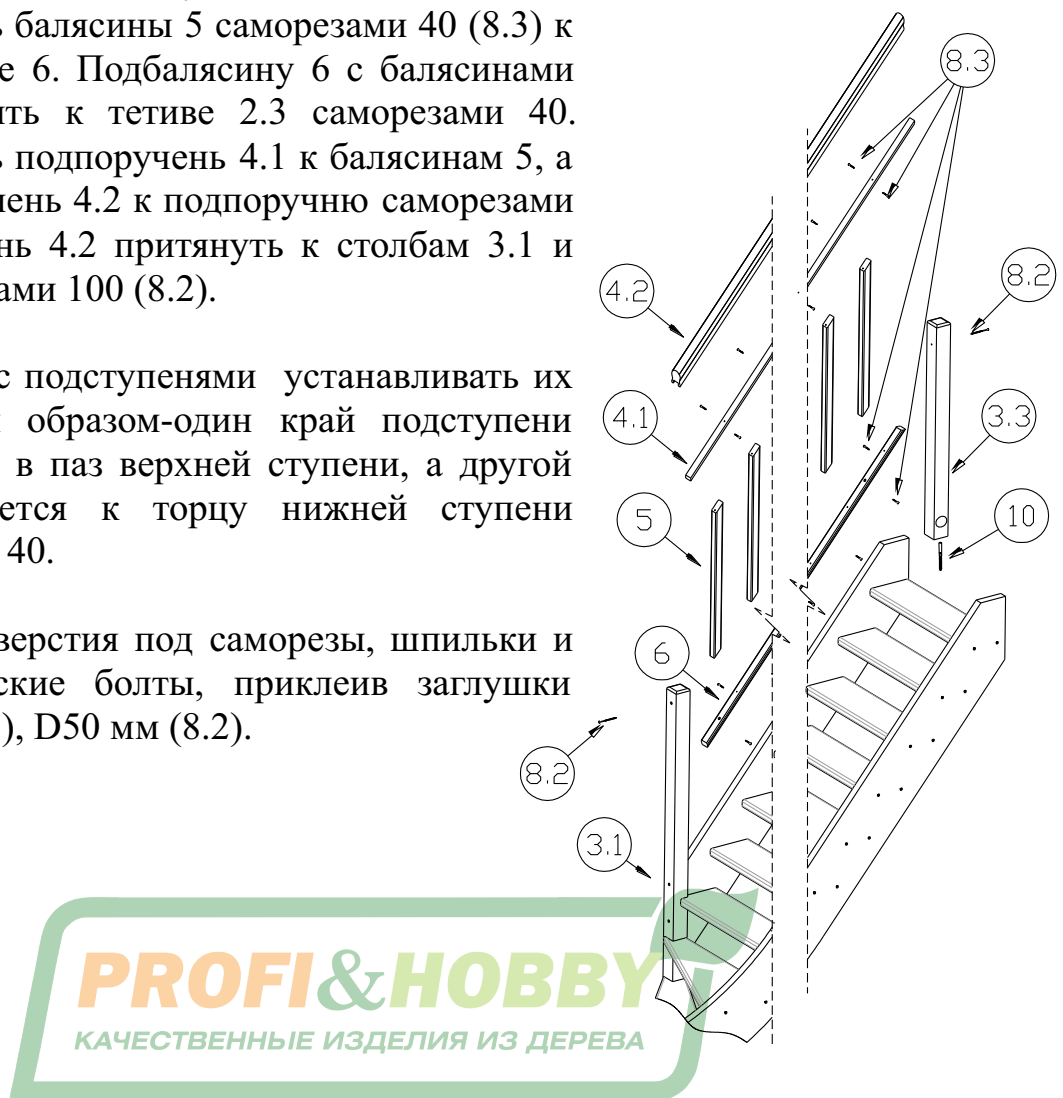 ь балясины 5 саморезами 40 (8.3) к
е 6. Подбалясину 6 с балясинами
ить к тетиве 2.3 саморезами 40.
ь подпоручень 4.1 к балясинам 5, а
чень 4.2 к подпоручню саморезами
нь 4.2 притянуть к столбам 3.1 и
ами 100 (8.2).
с подступенями устанавливать их
образом-один край подступени
в паз верхней ступени, а другой
ется к торцу нижней ступени
40.
верстия под саморезы, шпильки и
ские болты, приклеив заглушки
), D50 мм (8.2).
8.3
8.2
4.2
4.1
3.3
5
10
6
8.2
3.1
PROFI&HOBBY
КАЧЕСТВЕННЫЕ ИЗДЕЛИЯ ИЗ ДЕРЕВА